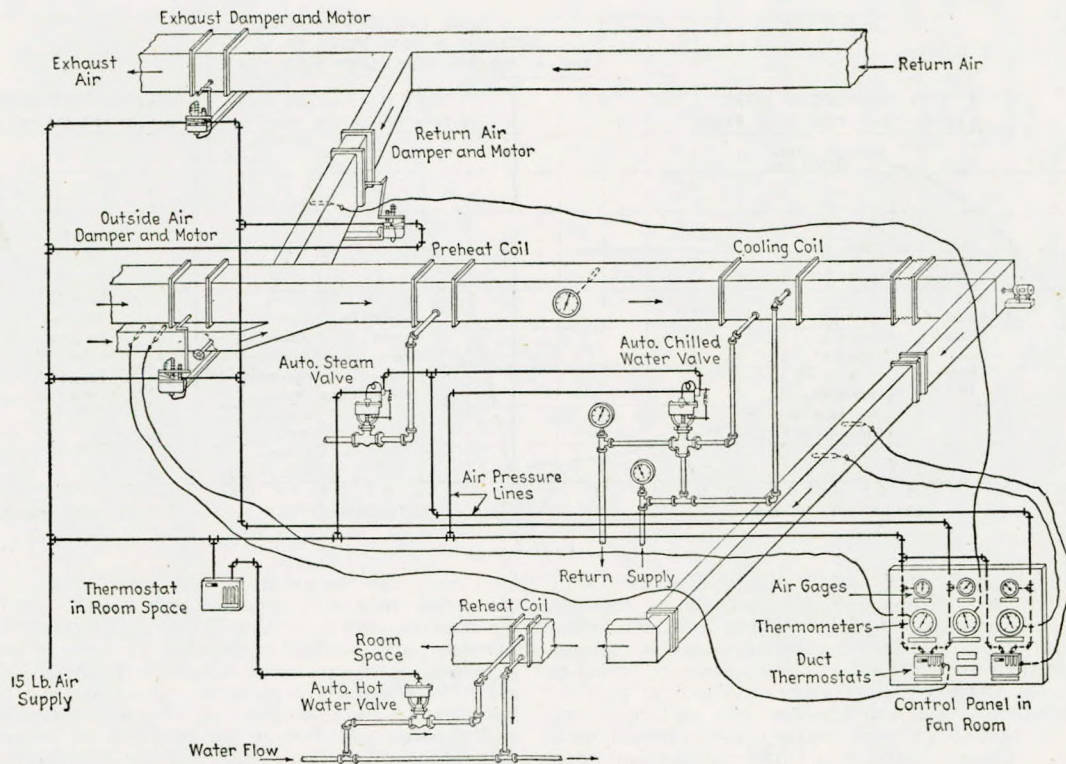 Exhaust Damper and Motor
Exhaust
Air
Return Air
Return Air
Damper and Motor
Outside Air
Damper and Motor
Preheat Coil
Cooling Coil
Auto. Steam
Valve
Auto. Chilled
Water Valve
Air Pressure
Lines
Return
Supply
Thermostat
in Room Space
Air Gages
Thermometers
Duct
Thermostats
Control Panel in
Fan Room
Reheat Coil
Room
Space
Auto. Hot
Water Valve
15 Lb. Air
Supply
Water Flow